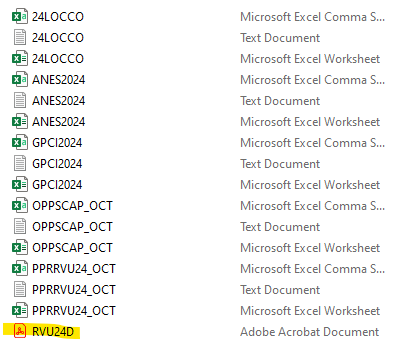 24LOCCO Microsoft Excel Comma S...
24LOCCO Text Document
24LOCCO Microsoft Excel Worksheet
ANES2024 Microsoft Excel Comma S...
ANES2024 Text Document
ANES2024 Microsoft Excel Worksheet
GPCI2024 Microsoft Excel Comma S...
GPCI2024 Text Document
GPCI2024 Microsoft Excel Worksheet
OPPSCAP_OCT Microsoft Excel Comma S...
OPPSCAP_OCT Text Document
OPPSCAP_OCT Microsoft Excel Worksheet
PPRRVU24_OCT Microsoft Excel Comma S...
PPRRVU24_OCT Text Document
PPRRVU24_OCT Microsoft Excel Worksheet
RVU24D Adobe Acrobat Document